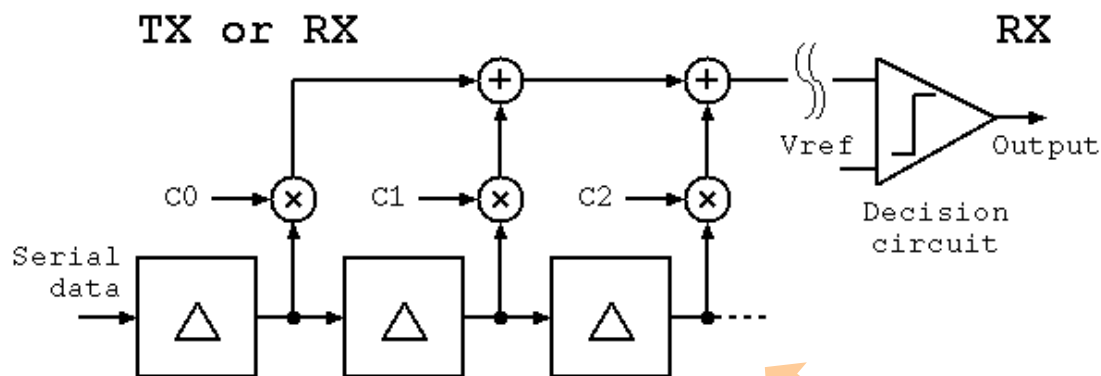 TX or RX
RX
Vref
Output
C0
C1
C2
Decision
circuit
Serial
data